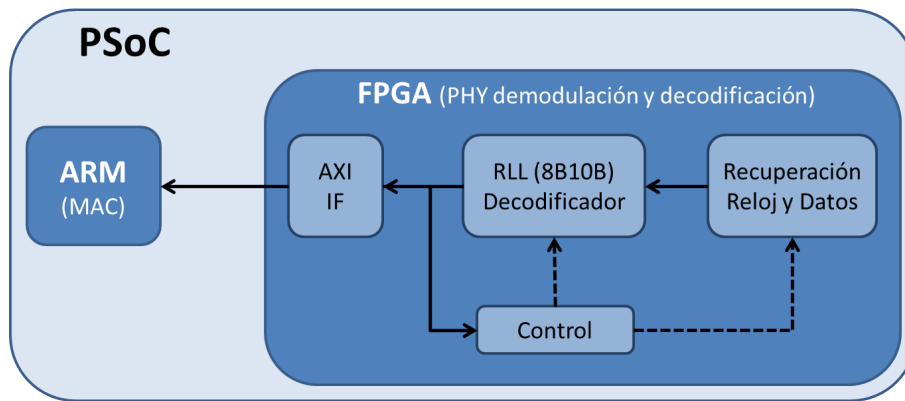 PSoC
FPGA (PHY demodulación y decodificación)
ARM
(MAC)
AXI
IF
RLL (8B10B)
Decodificador
Recuperación
Reloj y Datos
Control